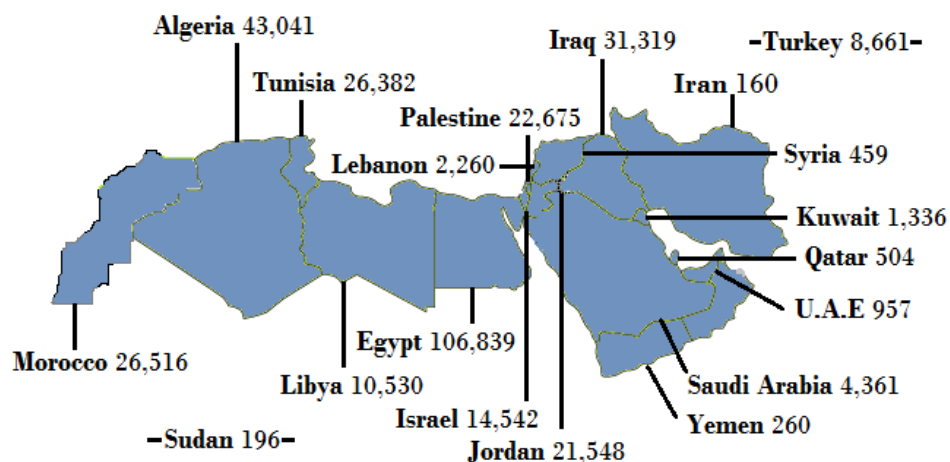 Algeria 43,041
Iraq 31,319
–Turkey 8,661–
Tunisia 26,382
Iran 160
Palestine 22,675
Lebanon 2,260
Syria 459
Kuwait 1,336
Qatar 504
U.A.E 957
Morocco 26,516
Egypt 106,839
Libya 10,530
Saudi Arabia 4,361
Israel 14,542
Yemen 260
–Sudan 196–
Jordan 21,548